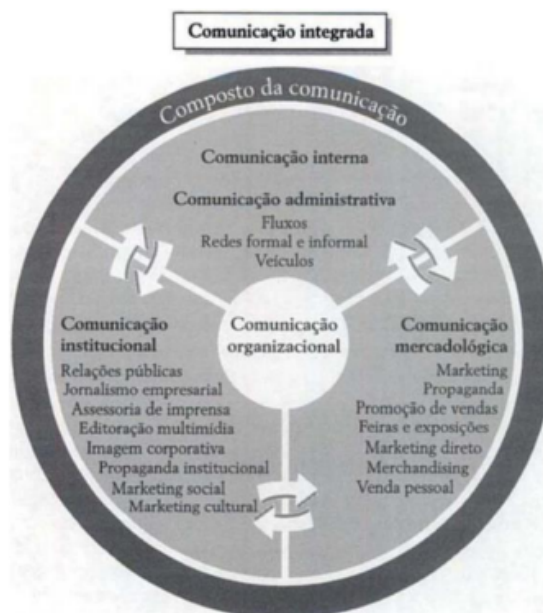 Comunicação integrada
Composto da comunicação
Comunicação interna
Comunicação administrativa
Fluxos
Redes formal e informal
Veículos
Comunicação
organizacional
Comunicação
institucional
Relações públicas
Jornalismo empresarial
Assessoria de imprensa
Editoração multimídia
Imagem corporativa
Propaganda institucional
Marketing social
Marketing cultural
Comunicação
mercadológica
Marketing
Propaganda
Promoção de vendas
Feiras e exposições
Marketing direto
Merchandising
Venda pessoal